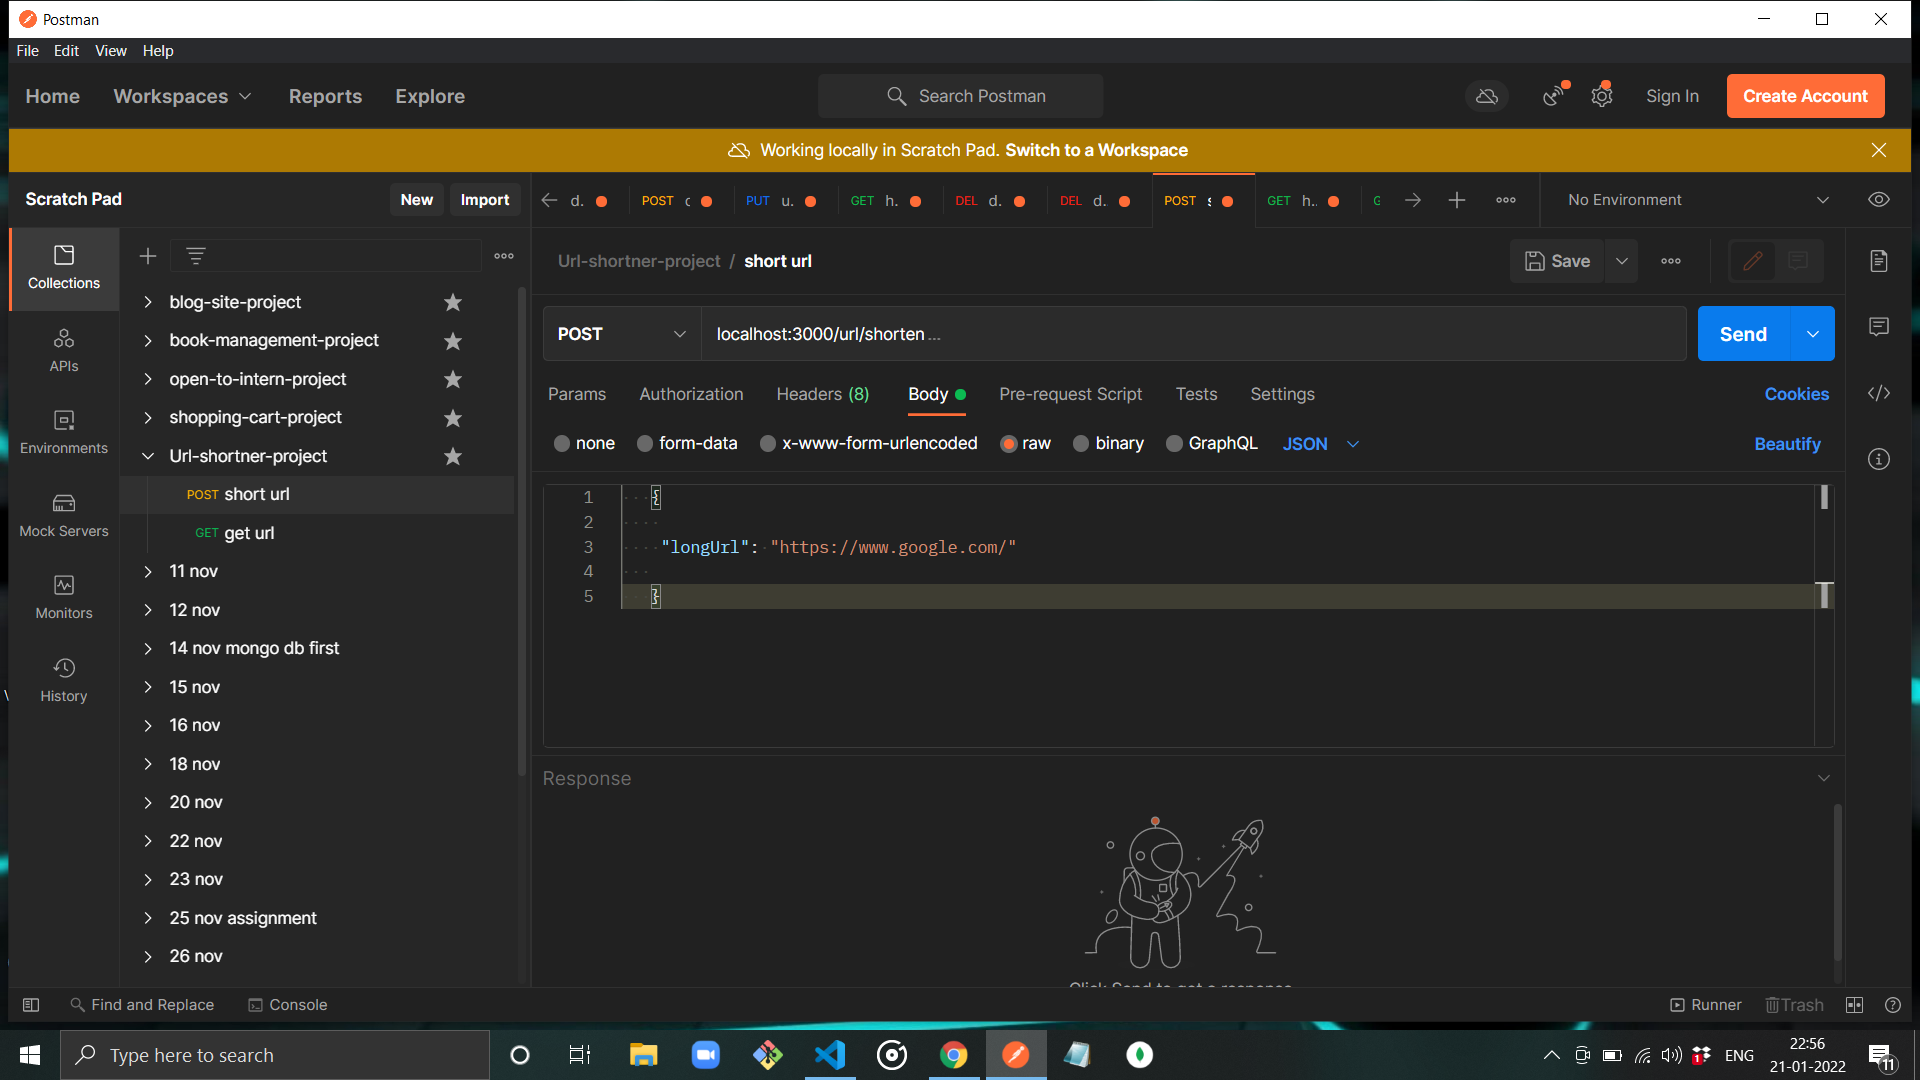 Postman
File Edit View Help
Home Workspaces Reports Explore
Search Postman
Sign In
Create Account
Working locally in Scratch Pad. Switch to a Workspace
Scratch Pad
New Import
d.
POST
PUT u.
GET h.
DEL d.
DEL d.
POST s
GET h..
No Environment
Collections
APIs
Environments
Mock Servers
Monitors
History
blog-site-project
book-management-project
open-to-intern-project
shopping-cart-project
Url-shortner-project
POST short url
GET get url
11 nov
12 nov
14 nov mongo db first
15 nov
16 nov
18 nov
20 nov
22 nov
23 nov
25 nov assignment
26 nov
Url-shortner-project / short url
Save
POST localhost:3000/url/shorten ...
Send
Params Authorization Headers (8) Body Pre-request Script Tests Settings
Cookies
none form-data x-www-form-urlencoded raw binary GraphQL JSON
Beautify
1 {
2
3 "longUrl": "https://www.google.com/"
4
5 }
Response
Click Send to get a response
Find and Replace Console
Runner Trash
Type here to search
1
ENG
22:56
21-01-2022
11